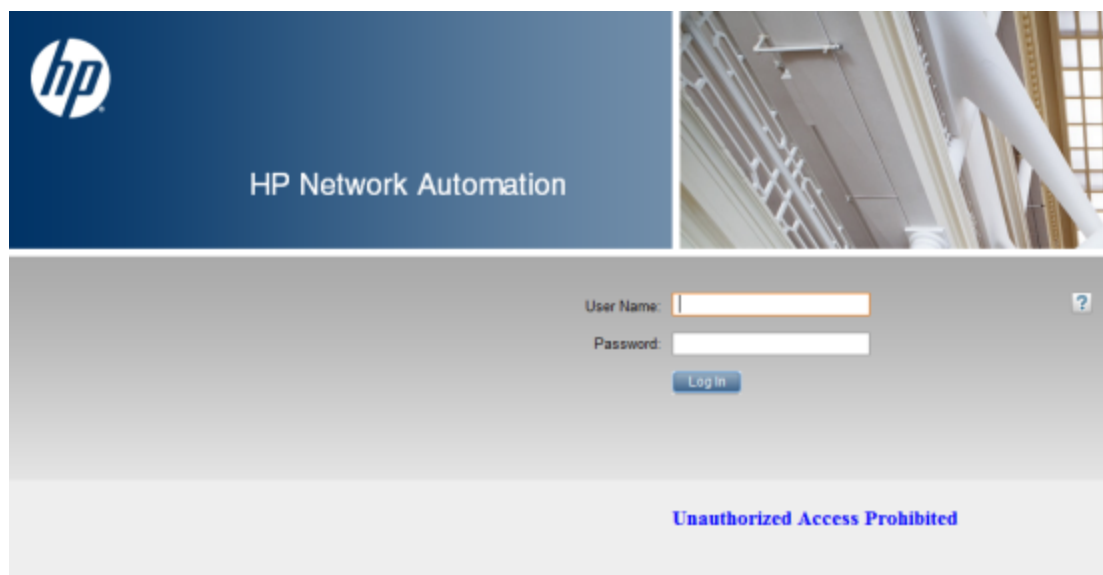 hp
HP Network Automation
User Name:
?
Password:
Log In
Unauthorized Access Prohibited